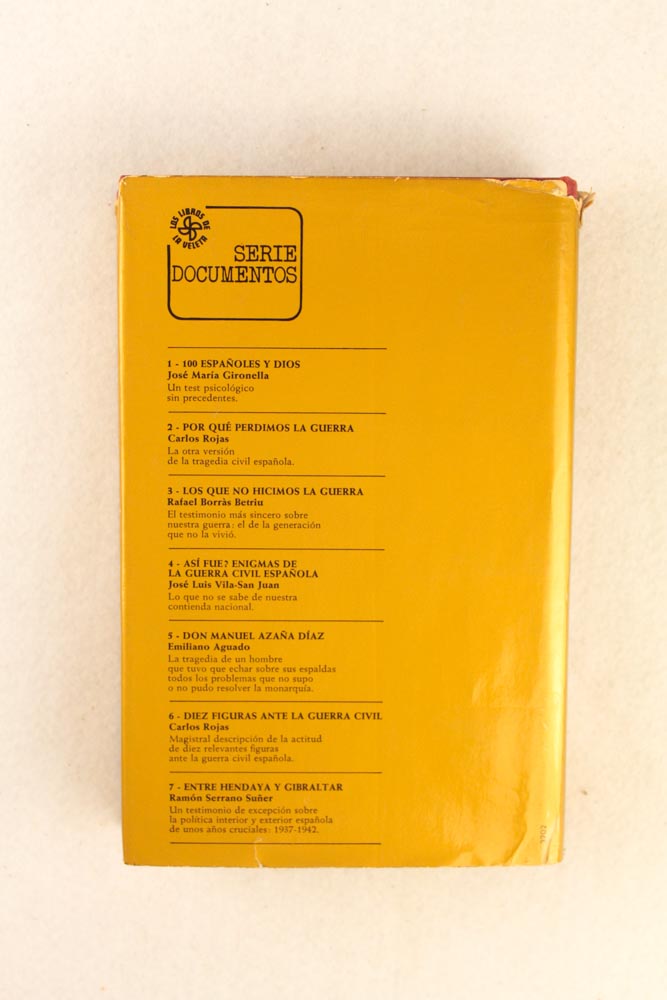 LOS LIBROS DE
LA VELETA
SERIE
DOCUMENTOS
1 - 100 ESPAÑOLES Y DIOS
José María Gironella
Un test psicológico
sin precedentes.
2 - POR QUÉ PERDIMOS LA GUERRA
Carlos Rojas
La otra versión
de la tragedia civil española.
3 - LOS QUE NO HICIMOS LA GUERRA
Rafael Borràs Betriu
El testimonio más sincero sobre
nuestra guerra: el de la generación
que no la vivió.
4 - ASÍ FUE? ENIGMAS DE
LA GUERRA CIVIL ESPAÑOLA
José Luis Vila-San Juan
Lo que no se sabe de nuestra
contienda nacional.
5 - DON MANUEL AZAÑA DÍAZ
Emiliano Aguado
La tragedia de un hombre
que tuvo que echar sobre sus espaldas
todos los problemas que no supo
o no pudo resolver la monarquía.
6 - DIEZ FIGURAS ANTE LA GUERRA CIVIL
Carlos Rojas
Magistral descripción de la actitud
de diez relevantes figuras
ante la guerra civil española.
7 - ENTRE HENDAYA Y GIBRALTAR
Ramón Serrano Suñer
Un testimonio de excepción sobre
la política interior y exterior española
de unos años cruciales: 1937-1942.